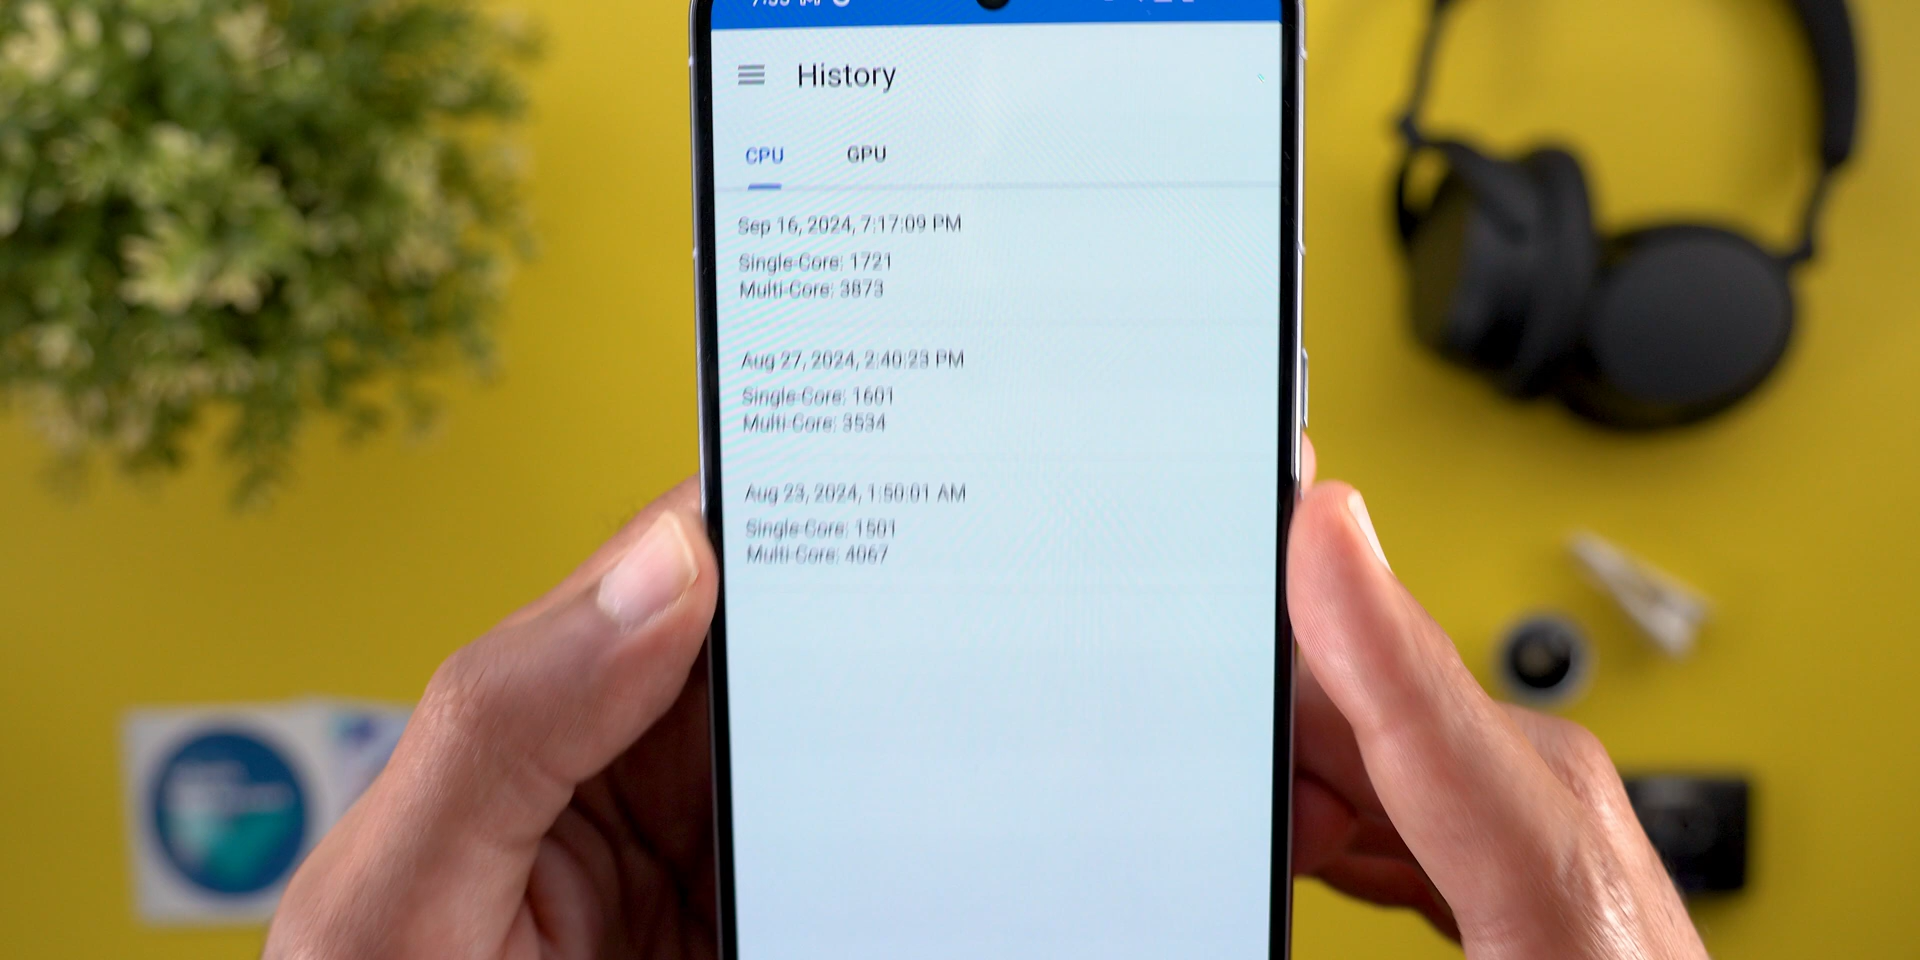 History
CPU GPU
Sep 16, 2024, 7:17:09 PM
Single-Core: 1721
Multi-Core: 3873
Aug 27, 2024, 2:40:23 PM
Single-Core: 1601
Multi-Core: 3534
Aug 23, 2024, 1:50:01 AM
Single-Core: 1501
Multi-Core: 4067